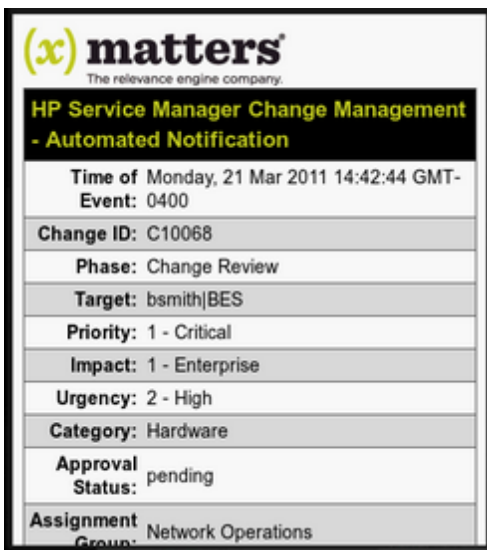 (x) matters
The relevance engine company.
HP Service Manager Change Management
- Automated Notification
Time of Monday, 21 Mar 2011 14:42:44 GMT-
Event: 0400
Change ID: C10068
Phase: Change Review
Target: bsmith|BES
Priority: 1 - Critical
Impact: 1 - Enterprise
Urgency: 2 - High
Category: Hardware
Approval
Status: pending
Assignment
Group: Network Operations